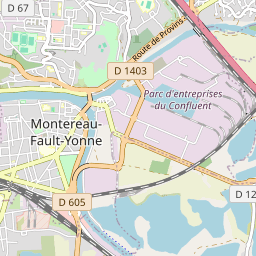 D 67
Route de Provins
D 1403
Parc d'entreprises
du Confluent
Montereau-
Fault-Yonne
D 605
D 12